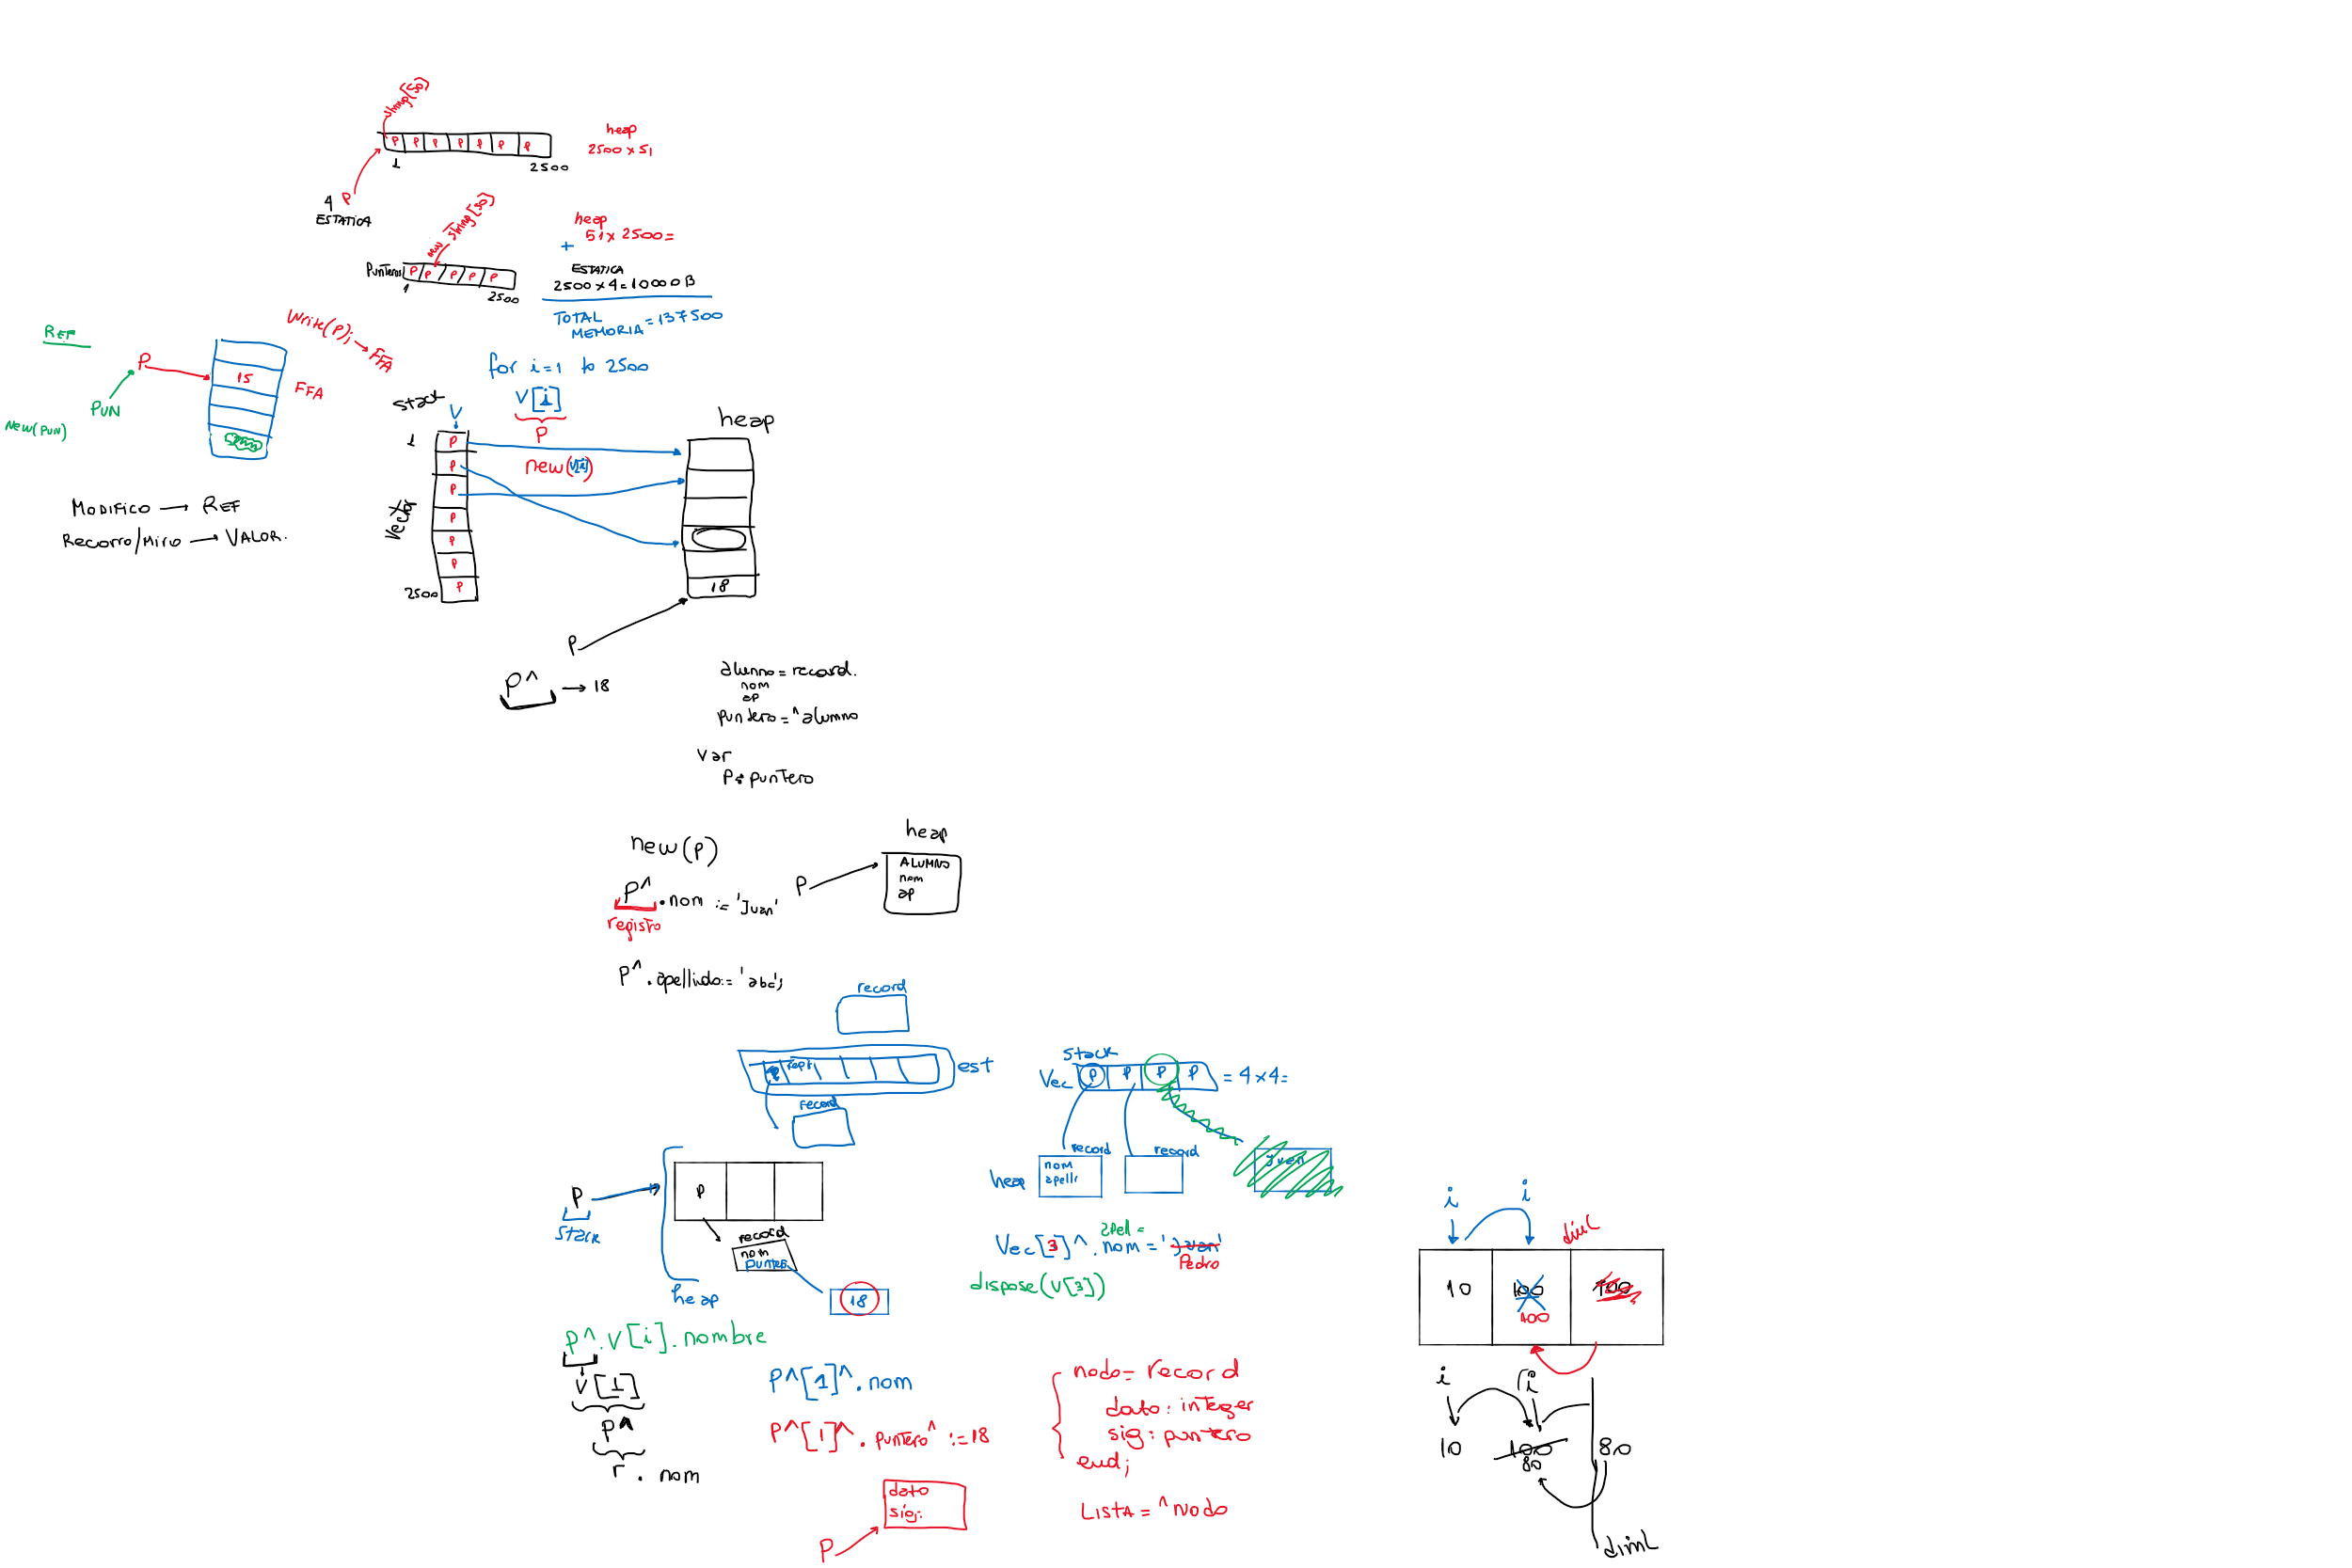 string[50]
P P P P P P P
1
2500
heap
2500 x 51
4 P
ESTATICA
new string[50]
Punteros P P P P P
1
2500
heap
51 x 2500 =
+
ESTATICA
2500 x 4 = 10000 B
TOTAL
MEMORIA = 137500
REF
P
PUN
New(PUN)
15
FFA
Write(P); → FFA
Modifico → REF
Recorro/Miro → VALOR.
for i=1 to 2500
V[i]
P
new(V[i])
stack
V
1
P
P
P
P
P
P
P
2500
Vector
heap
18
P
P^ → 18
alumno = record.
nom
ap
puntero = ^alumno
var
P: puntero
new(P)
P^.nom := 'Juan'
registo
P
heap
ALUMNO
nom
ap
P^.apellido:= 'abc';
record
est
record
stack
Vec P P P P = 4x4=
record
record
heap
nom
apelli
Juan
apel =
Vec[3]^.nom = 'Juan'
Pedro
dispose(V[3])
P
stack
P
record
nom
puntero
heap
18
P^.V[i].nombre
V[1]
P^
r . nom
P^[1]^.nom
P^[1]^.puntero^ := 18
nodo = record
dato: integer
sig: puntero
end;
LISTA = ^nodo
dato
sig:
P
i
i
dimL
10
100
100
400
i
i
10
100
80
80
dimL